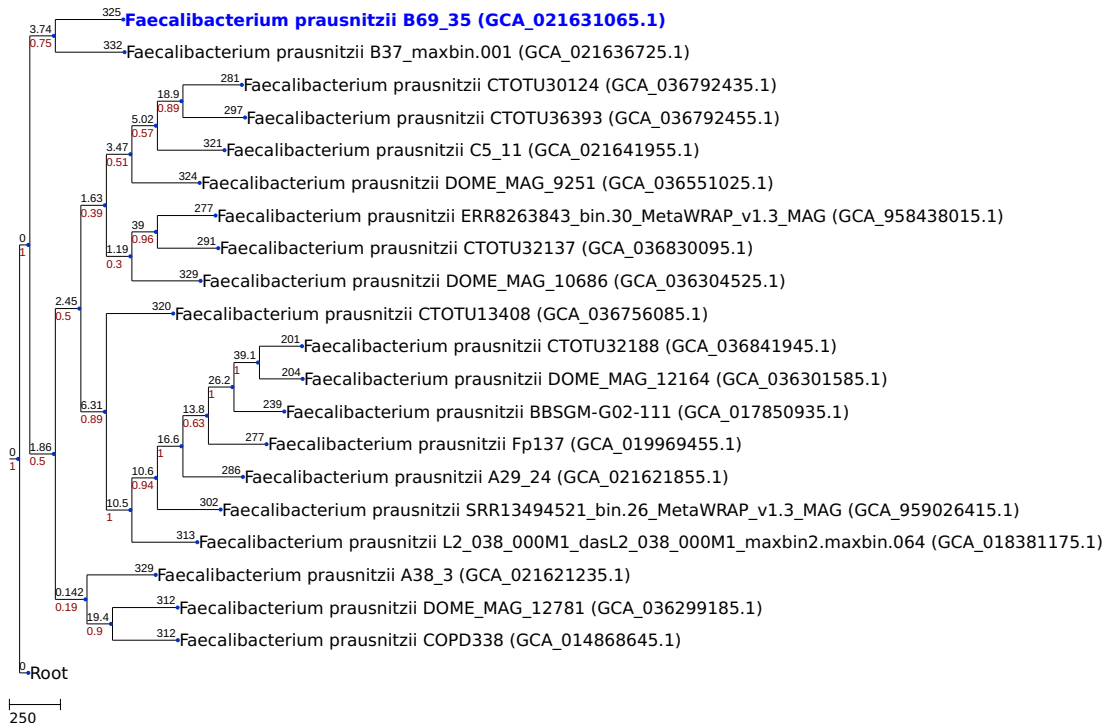 325 Faecalibacterium prausnitzii B69_35 (GCA_021631065.1)
3.74
0.75
332 Faecalibacterium prausnitzii B37_maxbin.001 (GCA_021636725.1)
281 Faecalibacterium prausnitzii CTOTU30124 (GCA_036792435.1)
18.9
0.89
297 Faecalibacterium prausnitzii CTOTU36393 (GCA_036792455.1)
5.02
0.57
321 Faecalibacterium prausnitzii C5_11 (GCA_021641955.1)
3.47
0.51
324 Faecalibacterium prausnitzii DOME_MAG_9251 (GCA_036551025.1)
1.63
0.39
277 Faecalibacterium prausnitzii ERR8263843_bin.30_MetaWRAP_v1.3_MAG (GCA_958438015.1)
39
0.96
291 Faecalibacterium prausnitzii CTOTU32137 (GCA_036830095.1)
0
1
1.19
0.3
329 Faecalibacterium prausnitzii DOME_MAG_10686 (GCA_036304525.1)
2.45
0.5
320 Faecalibacterium prausnitzii CTOTU13408 (GCA_036756085.1)
201 Faecalibacterium prausnitzii CTOTU32188 (GCA_036841945.1)
39.1
1
204 Faecalibacterium prausnitzii DOME_MAG_12164 (GCA_036301585.1)
26.2
1
239 Faecalibacterium prausnitzii BBSGM-G02-111 (GCA_017850935.1)
6.31
0.89
13.8
0.63
277 Faecalibacterium prausnitzii Fp137 (GCA_019969455.1)
16.6
1
0
1
1.86
0.5
286 Faecalibacterium prausnitzii A29_24 (GCA_021621855.1)
10.6
0.94
302 Faecalibacterium prausnitzii SRR13494521_bin.26_MetaWRAP_v1.3_MAG (GCA_959026415.1)
10.5
1
313 Faecalibacterium prausnitzii L2_038_000M1_dasL2_038_000M1_maxbin2.maxbin.064 (GCA_018381175.1)
329 Faecalibacterium prausnitzii A38_3 (GCA_021621235.1)
0.142
0.19
312 Faecalibacterium prausnitzii DOME_MAG_12781 (GCA_036299185.1)
19.4
0.9
312 Faecalibacterium prausnitzii COPD338 (GCA_014868645.1)
0 Root
250